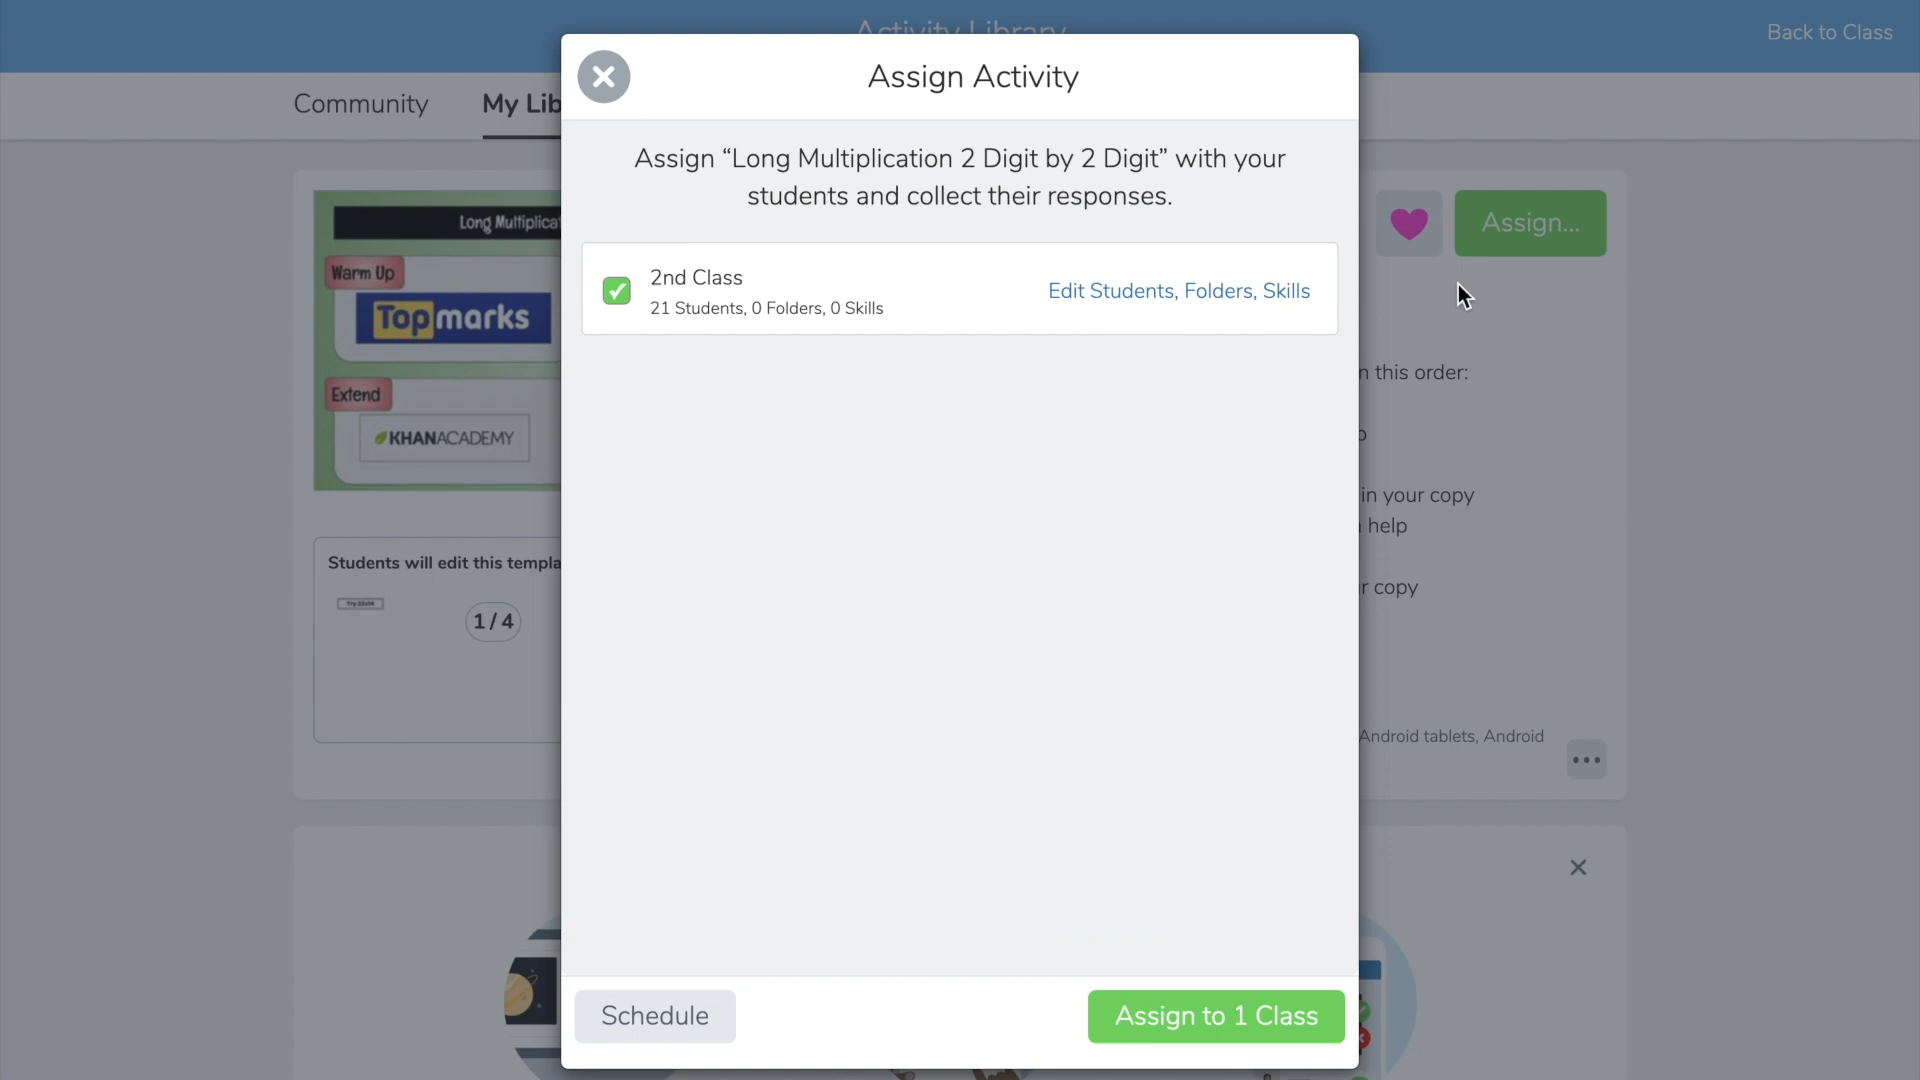 Activity Library
Back to Class
Community
My Lib
Assign Activity
Assign “Long Multiplication 2 Digit by 2 Digit” with your
students and collect their responses.
2nd Class
21 Students, 0 Folders, 0 Skills
Edit Students, Folders, Skills
Schedule
Assign to 1 Class
Long Multiplicat
Warm Up
Topmarks
Extend
KHANACADEMY
Students will edit this templa
1 / 4
Assign...
n this order:
in your copy
help
r copy
Android tablets, Android